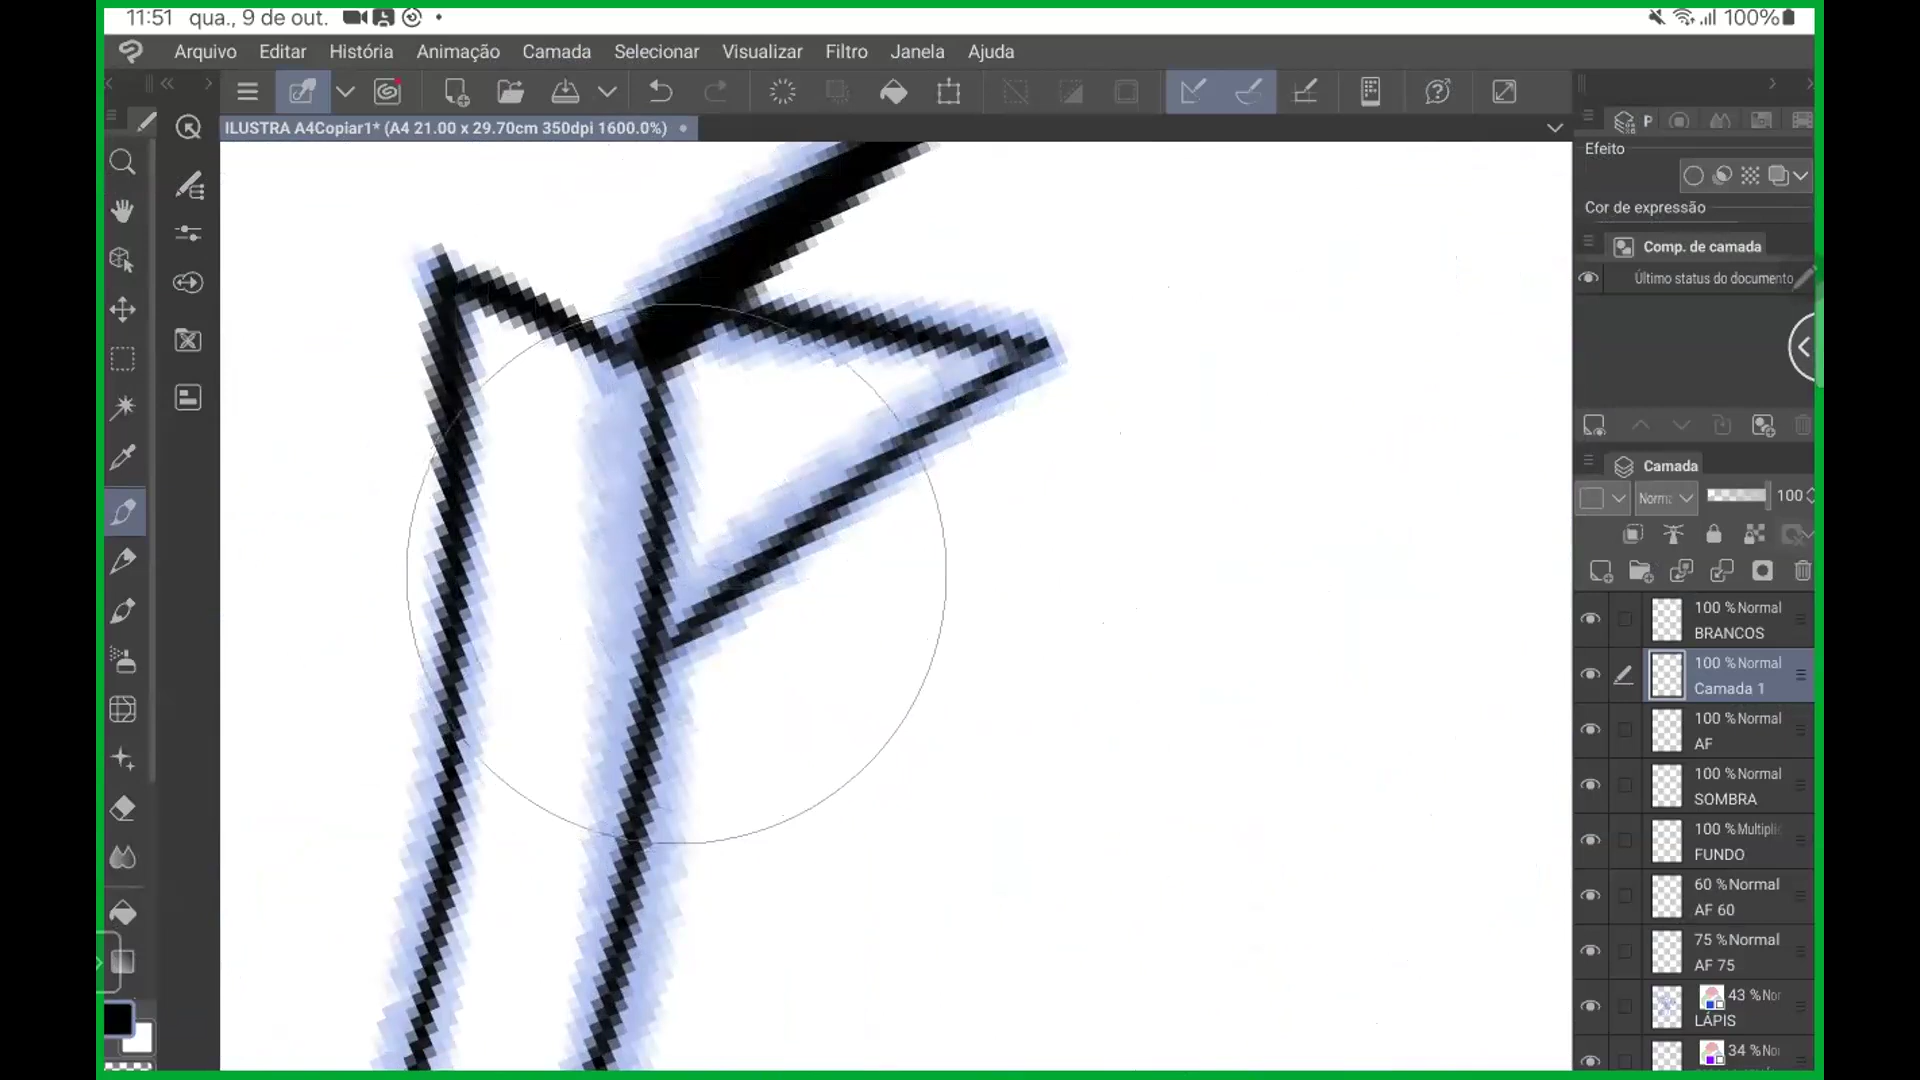 11:51 qua., 9 de out.
100%
Arquivo Editar História Animação Camada Selecionar Visualizar Filtro Janela Ajuda
ILUSTRA A4Copiar1* (A4 21.00 x 29.70cm 350dpi 1600.0%)
P
Efeito
Cor de expressão
Comp. de camada
Último status do documento
Camada
Norm
100
100 % Normal
BRANCOS
100 % Normal
Camada 1
100 % Normal
AF
100 % Normal
SOMBRA
100 % Multipli
FUNDO
60 % Normal
AF 60
75 % Normal
AF 75
43 % Nor
LÁPIS
34 % Nor